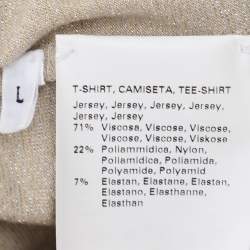 L
T-SHIRT, CAMISETA, TEE-SHIRT
Jersey, Jersey, Jersey, Jersey,
Jersey, Jersey
71% Viscosa, Viscose, Viscose,
Viscose, Viscose, Viskose
22% Poliammidica, Nylon,
Poliamidica, Poliamida,
Polyamide, Polyamid
7% Elastan, Elastane, Elastan,
Elastano, Elasthanne,
Elasthan